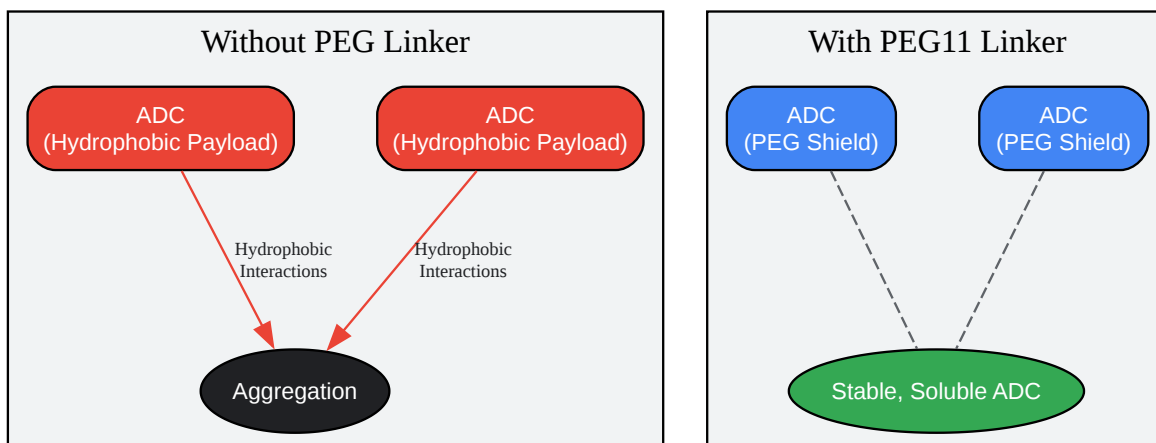 Without PEG Linker
ADC
(Hydrophobic Payload)
ADC
(Hydrophobic Payload)
Hydrophobic
Interactions
Hydrophobic
Interactions
Aggregation
With PEG11 Linker
ADC
(PEG Shield)
ADC
(PEG Shield)
Stable, Soluble ADC